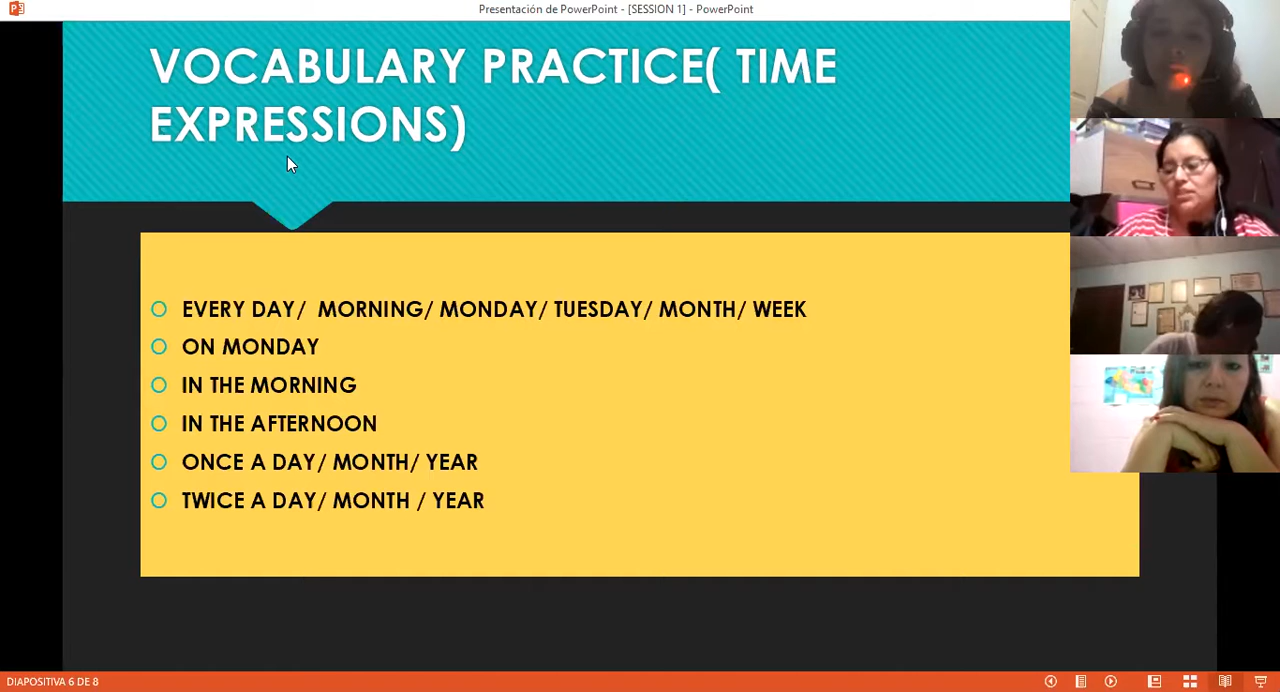 Presentación de PowerPoint - [SESSION 1] - PowerPoint
VOCABULARY PRACTICE( TIME
EXPRESSIONS)
EVERY DAY/ MORNING/ MONDAY/ TUESDAY/ MONTH/ WEEK
ON MONDAY
IN THE MORNING
IN THE AFTERNOON
ONCE A DAY/ MONTH/ YEAR
TWICE A DAY/ MONTH / YEAR
DIAPOSITIVA 6 DE 8